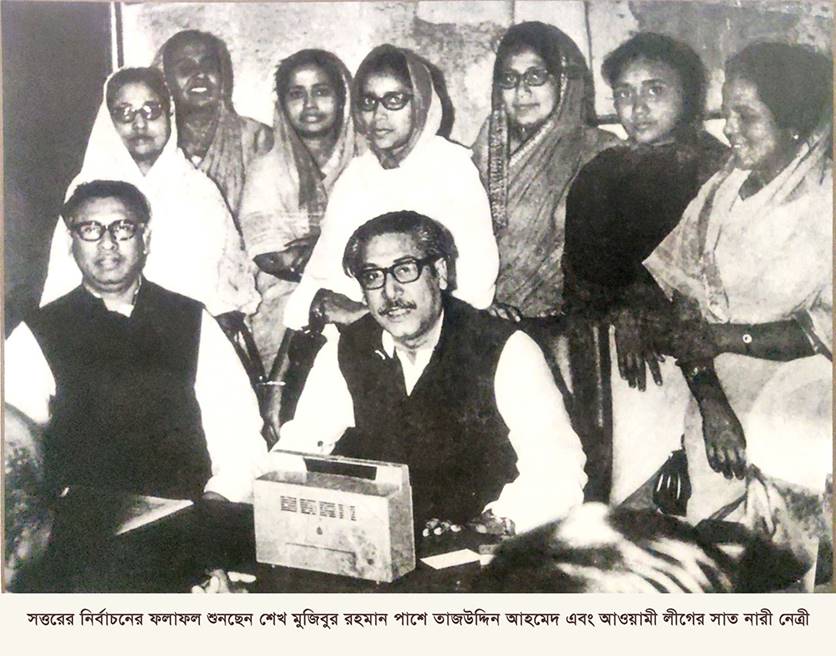 সত্তরের নির্বাচনের ফলাফল শুনছেন শেখ মুজিবুর রহমান পাশে তাজউদ্দিন আহমেদ এবং আওয়ামী লীগের সাত নারী নেত্রী